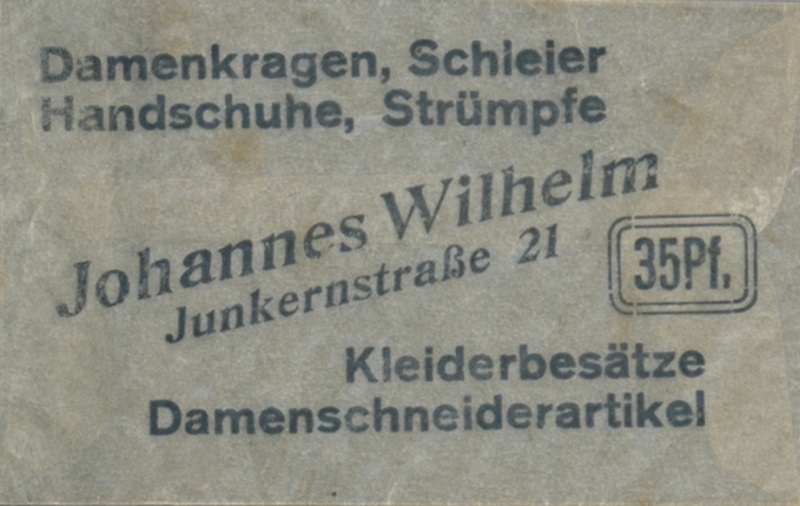 Damenkragen, Schleier
Handschuhe, Strümpfe
Johannes Wilhelm
Junkernstraße 21
35Pf.
Kleiderbesätze
Damenschneiderartikel